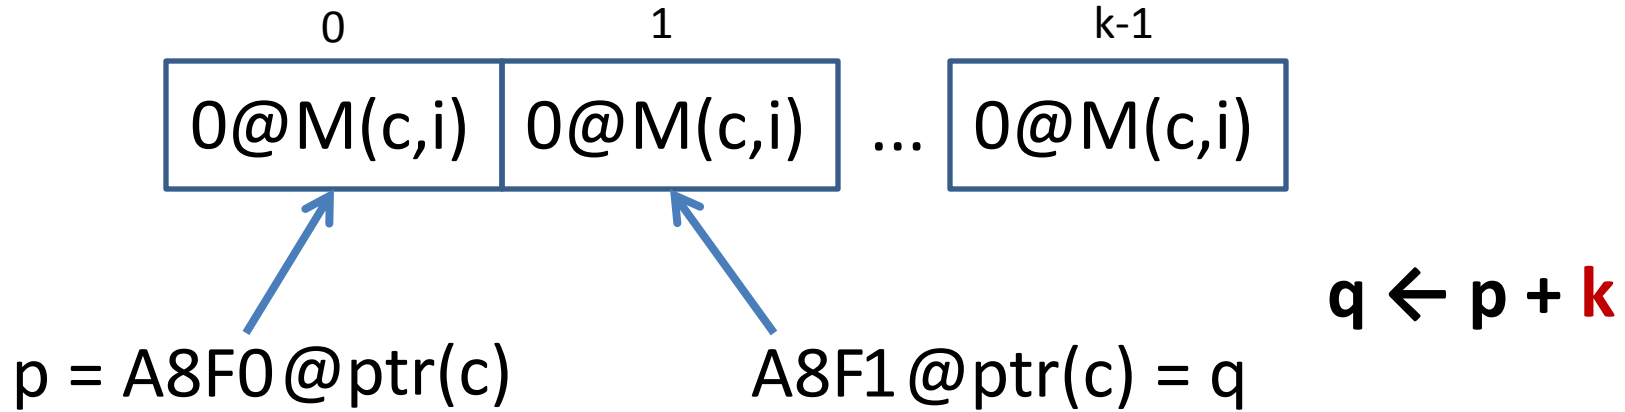 0 1 k-1
0@M(c,i) 0@M(c,i) ... 0@M(c,i)
q ← p + k
p = A8F0@ptr(c) A8F1@ptr(c) = q